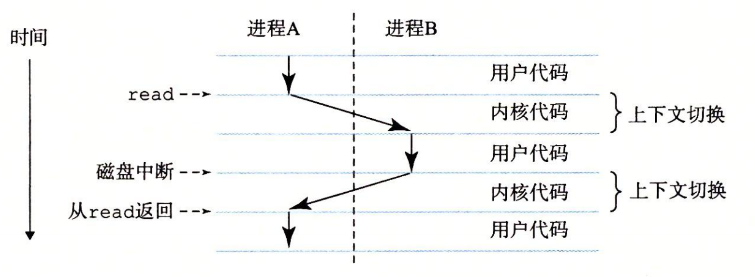 时间
进程A
进程B
用户代码
read
内核代码
上下文切换
用户代码
磁盘中断
内核代码
上下文切换
从read返回
用户代码